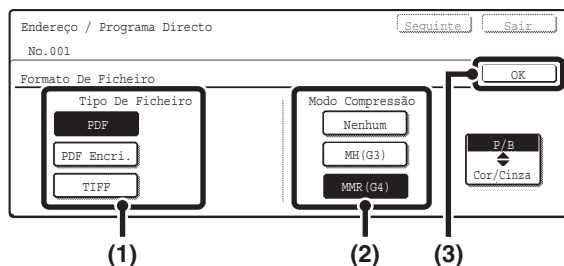 Endereço / Programa Directo
Seguinte
Sair
No.001
Formato De Ficheiro
OK
Tipo De Ficheiro
PDF
PDF Encri.
TIFF
Modo Compressão
Nenhum
MH(G3)
MMR(G4)
P/B
Cor/Cinza
(1)
(2)
(3)